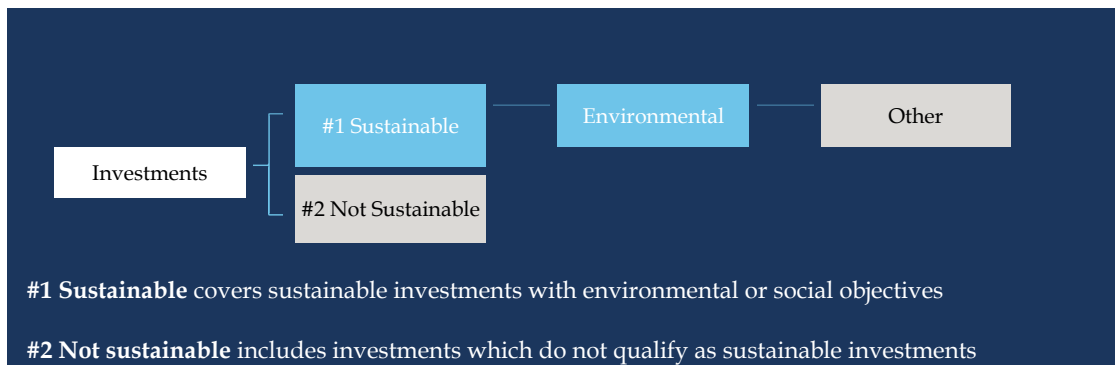 #1 Sustainable
Environmental
Other
Investments
#2 Not Sustainable
#1 Sustainable covers sustainable investments with environmental or social objectives
#2 Not sustainable includes investments which do not qualify as sustainable investments